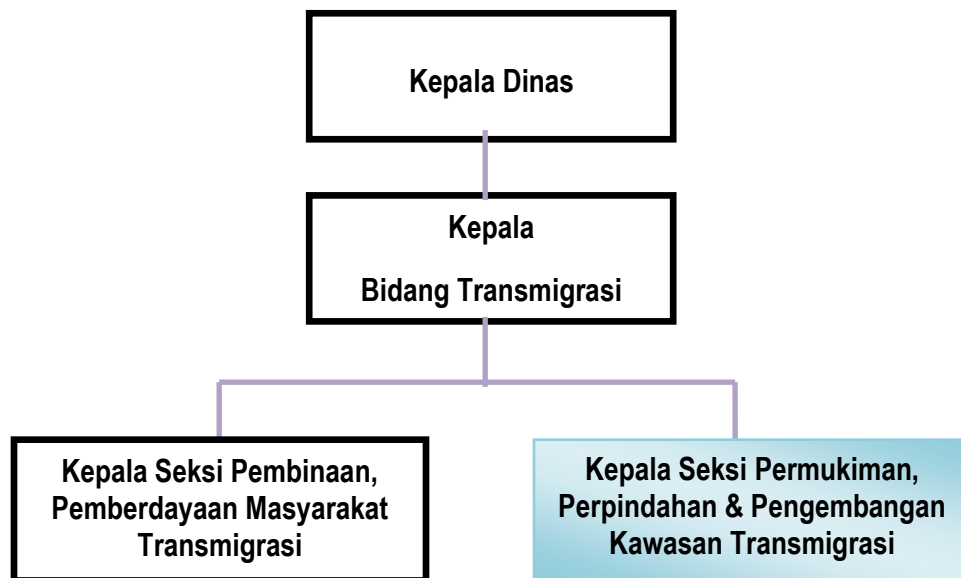 Kepala Dinas
Kepala
Bidang Transmigrasi
Kepala Seksi Pembinaan,
Pemberdayaan Masyarakat
Transmigrasi
Kepala Seksi Permukiman,
Perpindahan & Pengembangan
Kawasan Transmigrasi